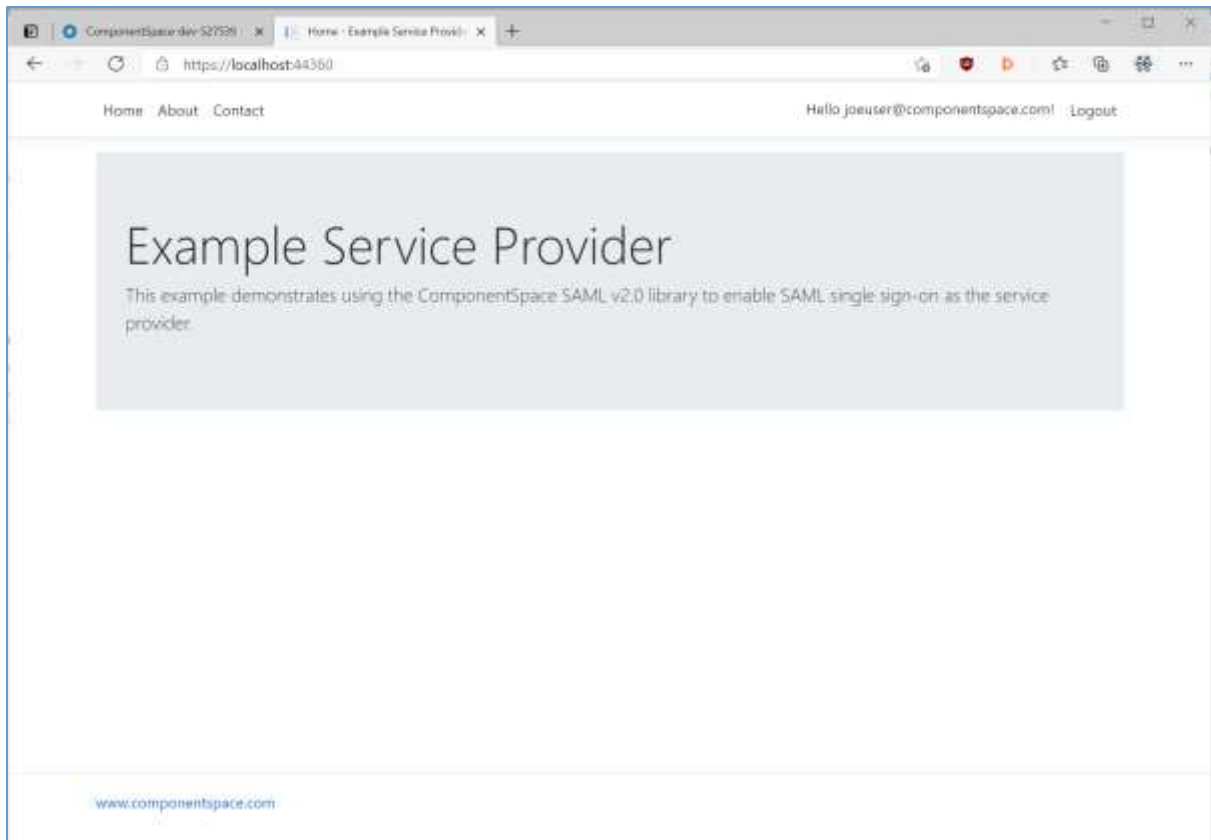 ComponentSpace-dev-527539
Home - Example Service Provid
https://localhost:44360
Home About Contact
Hello joeuser@componentspace.com! Logout
Example Service Provider
This example demonstrates using the ComponentSpace SAML v2.0 library to enable SAML single sign-on as the service
provider.
www.componentspace.com